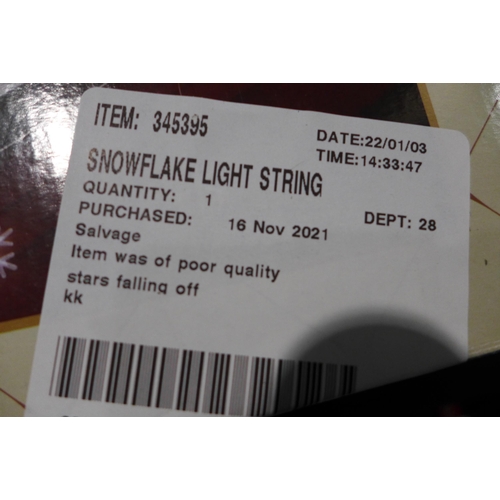 ITEM: 345395
DATE:22/01/03
TIME:14:33:47
SNOWFLAKE LIGHT STRING
QUANTITY: 1
DEPT: 28
PURCHASED: 16 Nov 2021
Salvage
Item was of poor quality
stars falling off
kk